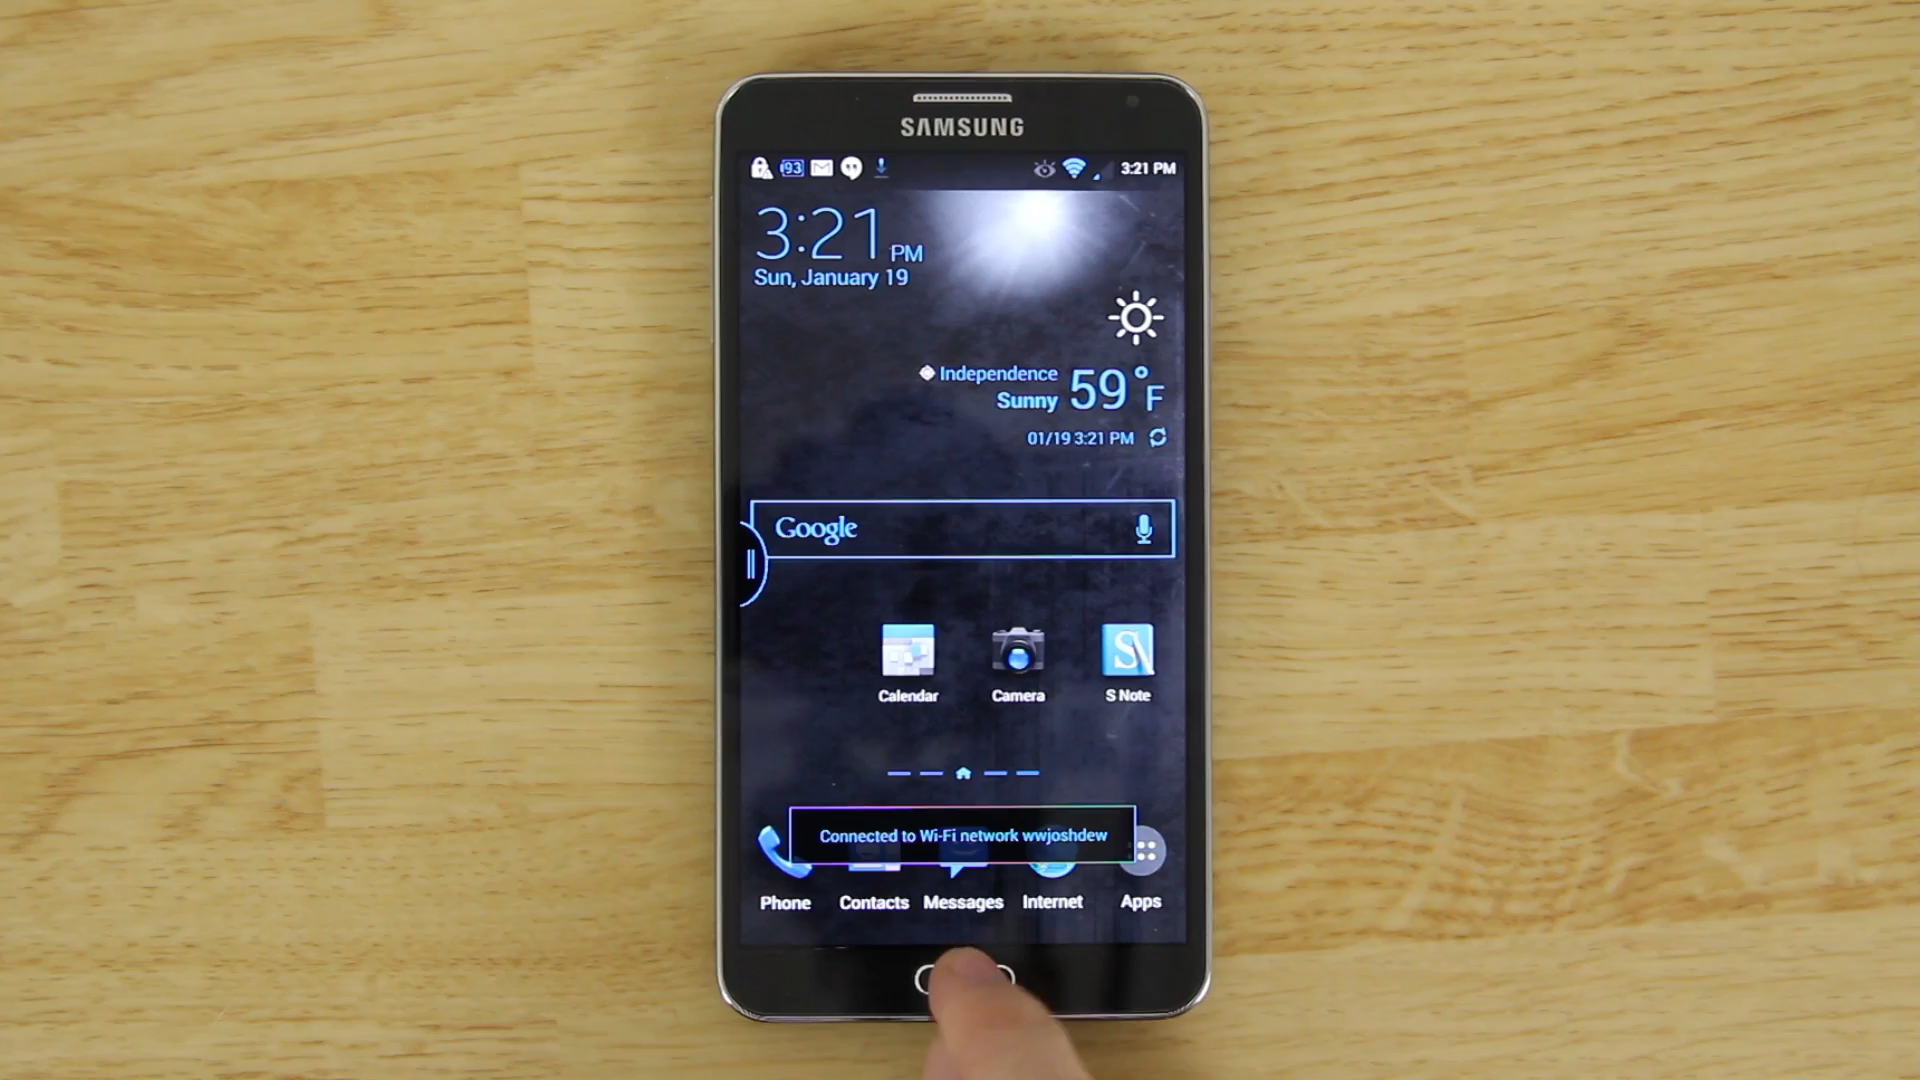 SAMSUNG
93
3:21 PM
3:21 PM
Sun, January 19
Independence
Sunny
59°F
01/19 3:21 PM
Google
Calendar
Camera
S
S Note
Connected to Wi-Fi network wwjoshdew
Phone
Contacts
Messages
Internet
Apps